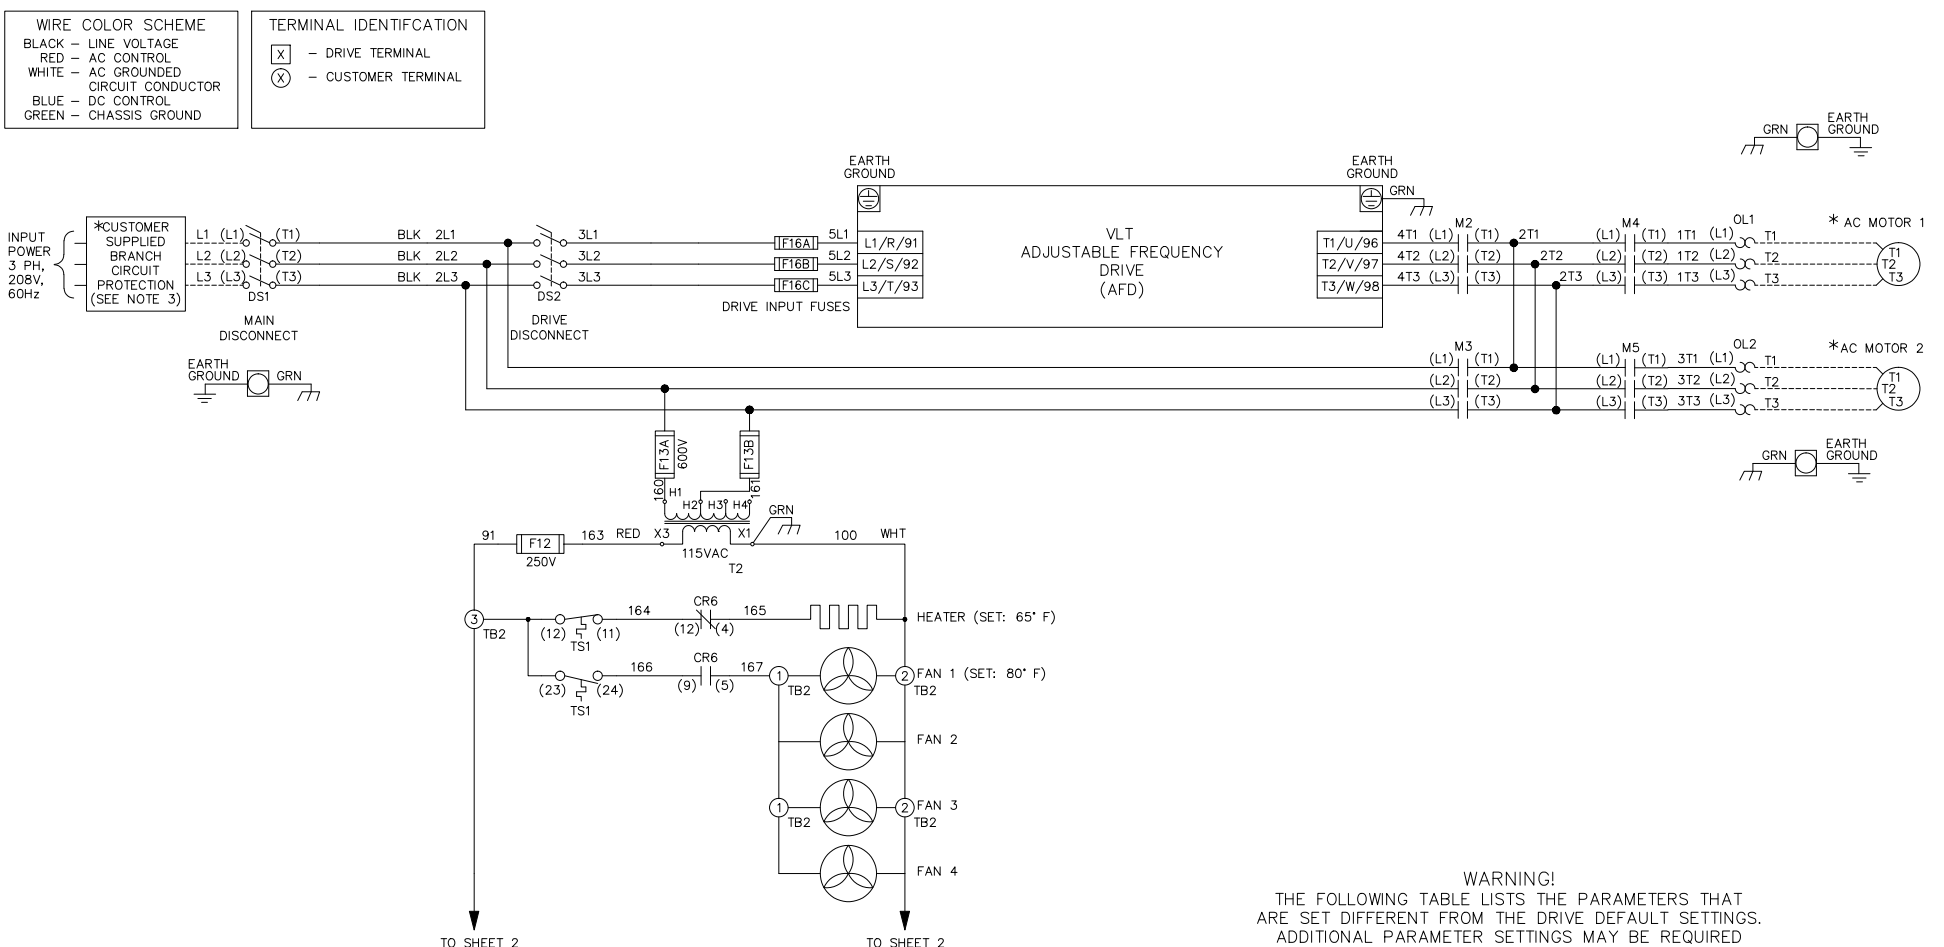 WIRE COLOR SCHEME
BLACK – LINE VOLTAGE
RED – AC CONTROL
WHITE – AC GROUNDED
CIRCUIT CONDUCTOR
BLUE – DC CONTROL
GREEN – CHASSIS GROUND
TERMINAL IDENTIFCATION
X – DRIVE TERMINAL
X – CUSTOMER TERMINAL
GRN
EARTH
GROUND
INPUT
POWER
3 PH,
208V,
60Hz
*CUSTOMER
SUPPLIED
BRANCH
CIRCUIT
PROTECTION
(SEE NOTE 3)
L1 (L1) (T1) BLK 2L1 3L1 F16A 5L1 L1/R/91
L2 (L2) (T2) BLK 2L2 3L2 F16B 5L2 L2/S/92
L3 (L3) (T3) BLK 2L3 3L3 F16C 5L3 L3/T/93
DS1
MAIN
DISCONNECT
DS2
DRIVE
DISCONNECT
DRIVE INPUT FUSES
EARTH
GROUND
VLT
ADJUSTABLE FREQUENCY
DRIVE
(AFD)
EARTH
GROUND
GRN
M2 M4 OL1 * AC MOTOR 1
T1/U/96 4T1 (L1) (T1) 2T1 (L1) (T1) 1T1 (L1) T1
T2/V/97 4T2 (L2) (T2) 2T2 (L2) (T2) 1T2 (L2) T2
T3/W/98 4T3 (L3) (T3) 2T3 (L3) (T3) 1T3 (L3) T3
T1
T2
T3
EARTH
GROUND
GRN
M3 M5 OL2 *AC MOTOR 2
(L1) (T1) (L1) (T1) 3T1 (L1) T1
(L2) (T2) (L2) (T2) 3T2 (L2) T2
(L3) (T3) (L3) (T3) 3T3 (L3) T3
T1
T2
T3
GRN
EARTH
GROUND
F13A
600V
F13B
160
161
H1 H2 H3 H4
GRN
91 F12 163 RED X3 X1 100 WHT
250V
115VAC
T2
3
TB2
(12) (11)
TS1
164
CR6
(12) (4)
165
HEATER (SET: 65° F)
(23) (24)
TS1
166
CR6
(9) (5)
167
1
TB2
2
TB2
FAN 1 (SET: 80° F)
FAN 2
1
TB2
2
TB2
FAN 3
FAN 4
TO SHEET 2
TO SHEET 2
WARNING!
THE FOLLOWING TABLE LISTS THE PARAMETERS THAT
ARE SET DIFFERENT FROM THE DRIVE DEFAULT SETTINGS.
ADDITIONAL PARAMETER SETTINGS MAY BE REQUIRED